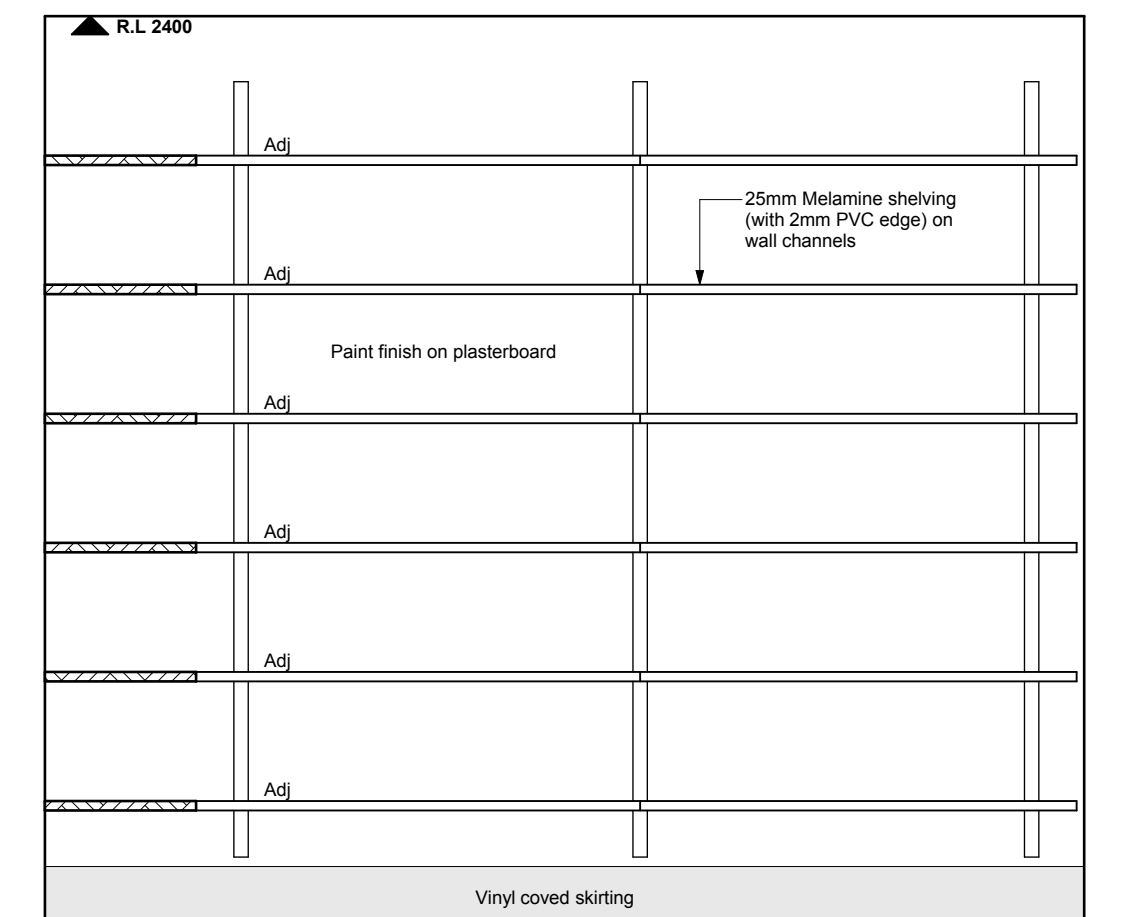 R.L 2400
Adj
25mm Melamine shelving
(with 2mm PVC edge) on
wall channels
Adj
Paint finish on plasterboard
Adj
Adj
Adj
Adj
Vinyl coved skirting